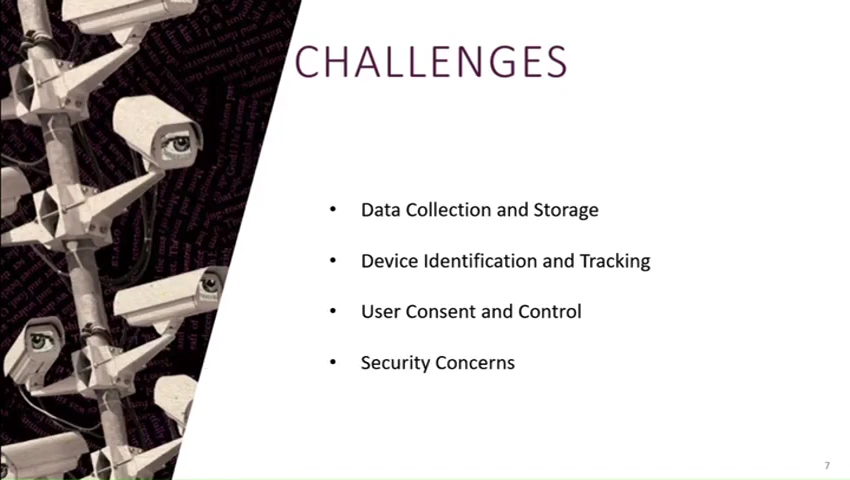 CHALLENGES
• Data Collection and Storage
• Device Identification and Tracking
• User Consent and Control
• Security Concerns
7